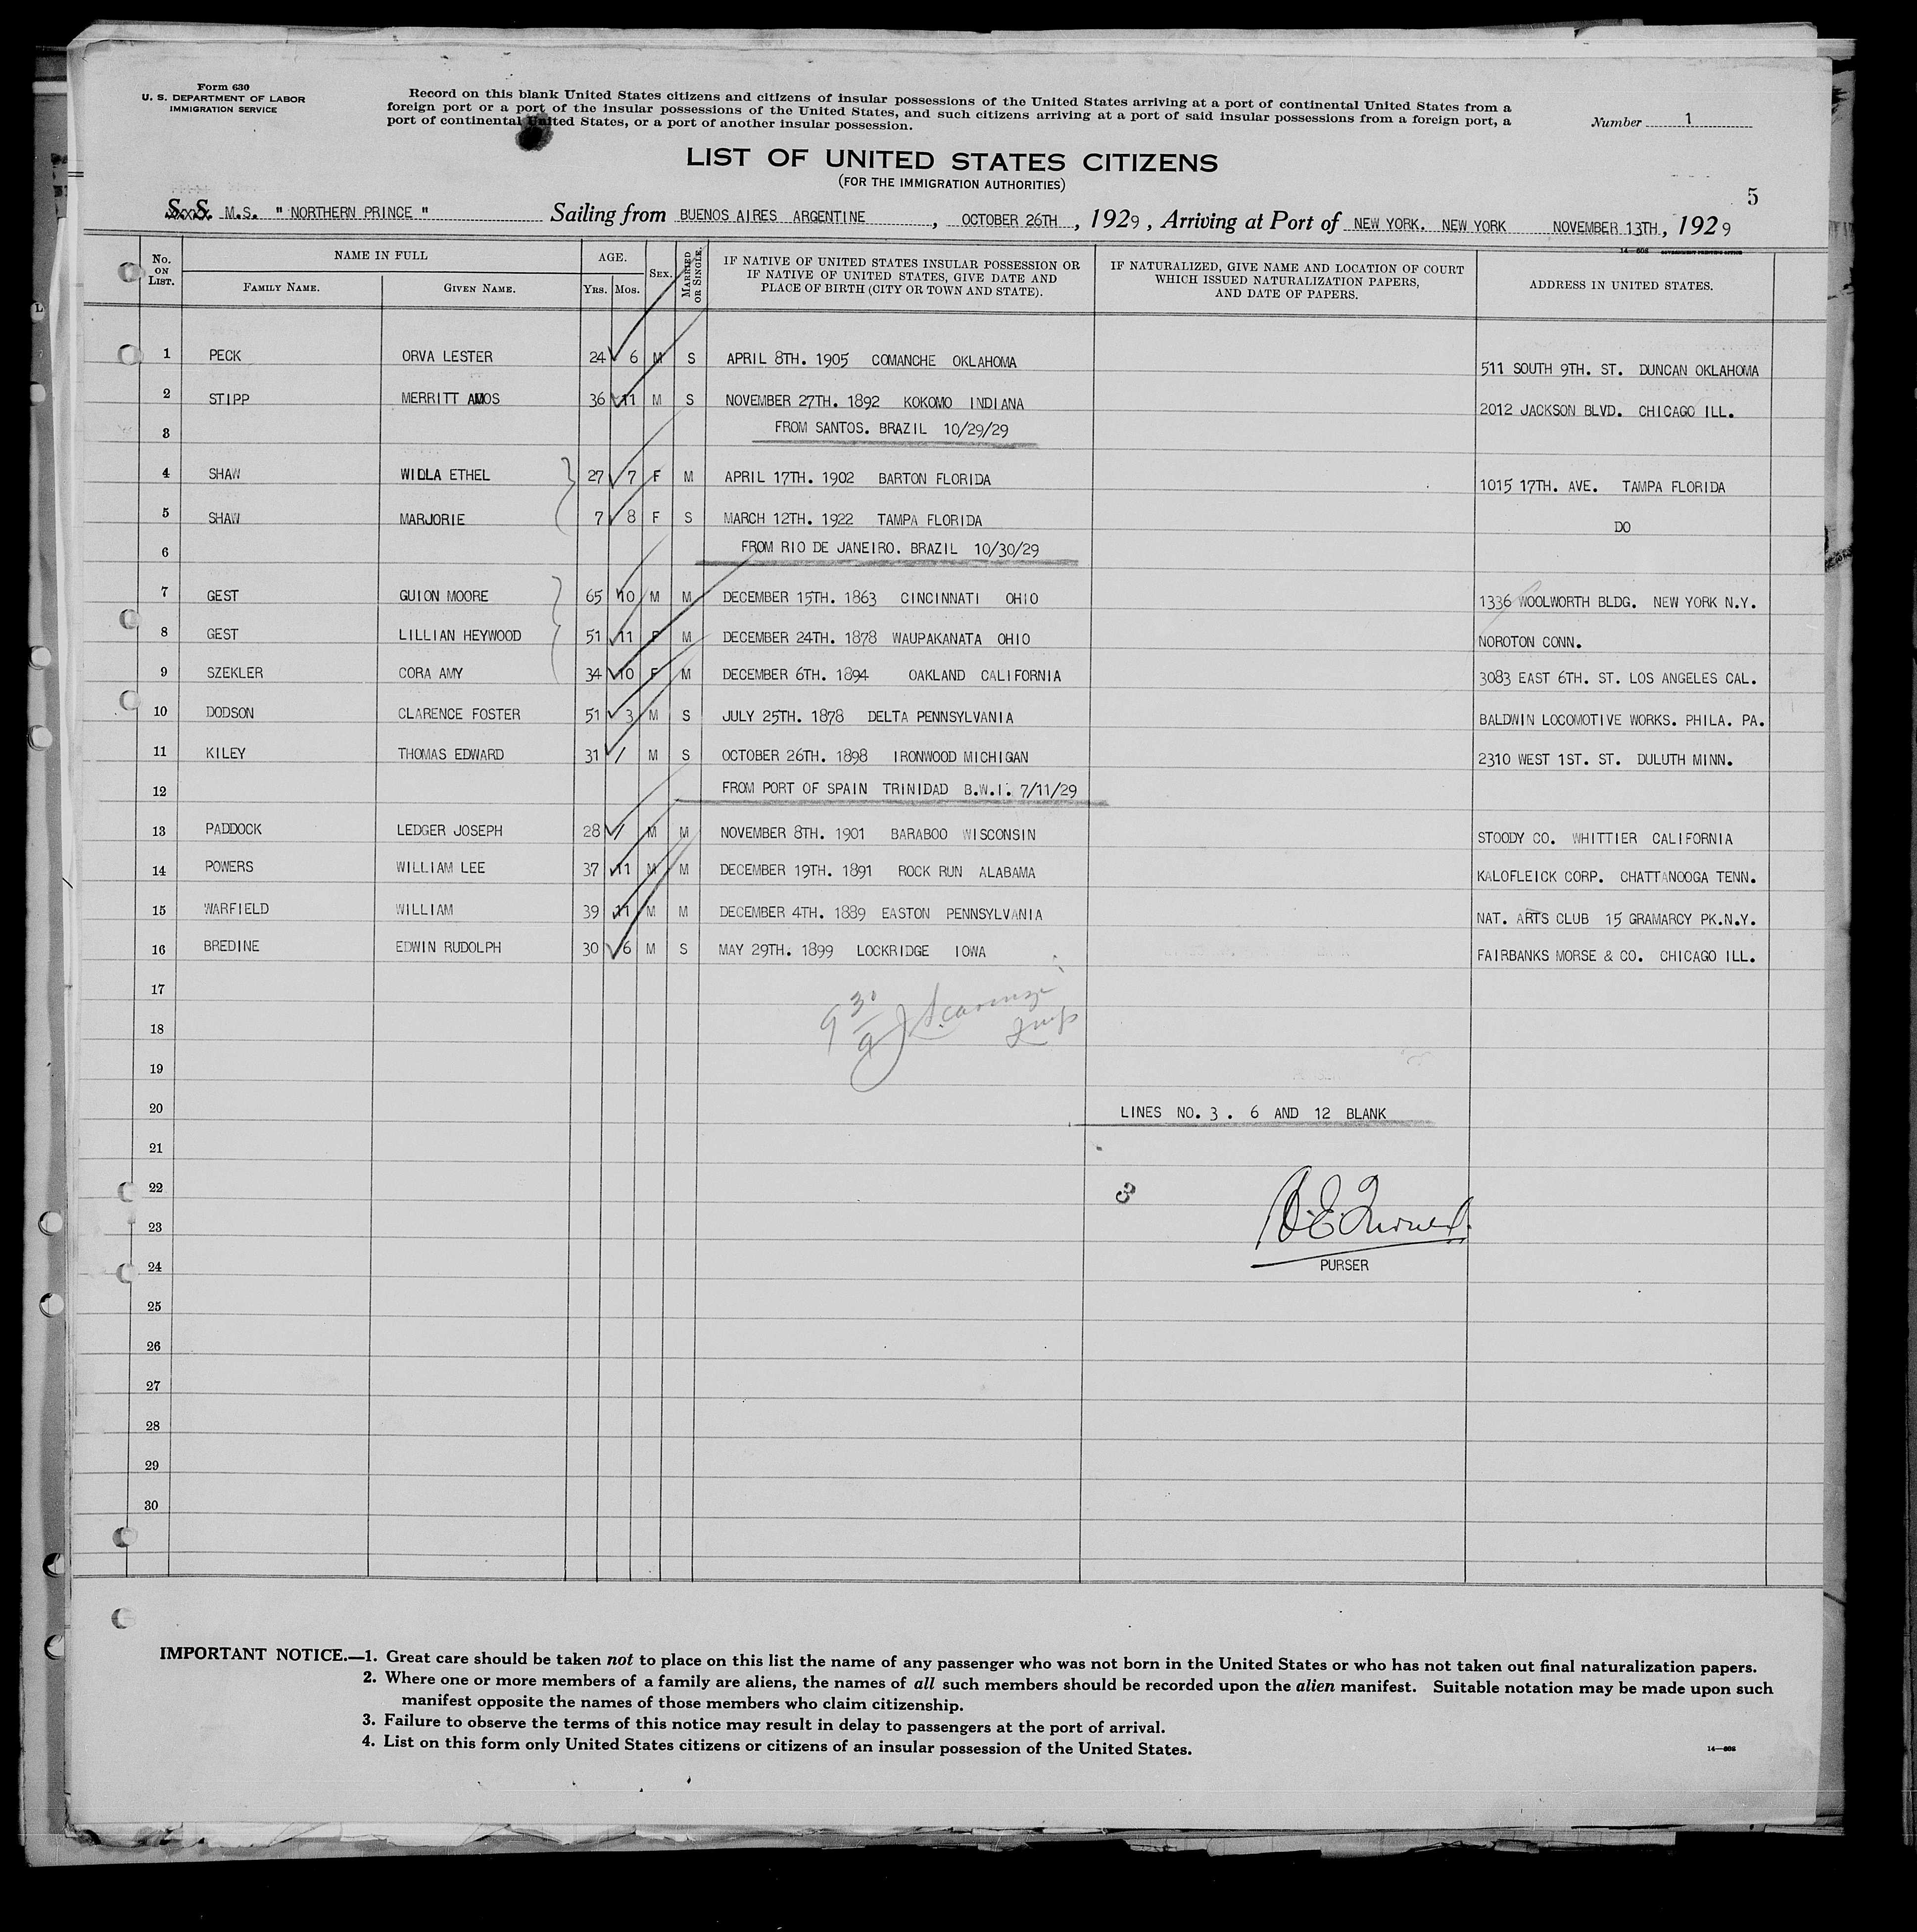 Form 630
U. S. DEPARTMENT OF LABOR
IMMIGRATION SERVICE
Record on this blank United States citizens and citizens of insular possessions of the United States arriving at a port of continental United States from a
foreign port or a port of the insular possessions of the United States, and such citizens arriving at a port of said insular possessions from a foreign port, a
port of continental United States, or a port of another insular possession.
Number 1
LIST OF UNITED STATES CITIZENS
(FOR THE IMMIGRATION AUTHORITIES)
5
S. S. M.S. " NORTHERN PRINCE " Sailing from BUENOS AIRES ARGENTINE, OCTOBER 26TH, 1929, Arriving at Port of NEW YORK. NEW YORK NOVEMBER 13TH, 1929
No. ON LIST. NAME IN FULL FAMILY NAME. GIVEN NAME. AGE. YRS. MOS. SEX. MARRIED OR SINGLE. IF NATIVE OF UNITED STATES INSULAR POSSESSION OR IF NATIVE OF UNITED STATES, GIVE DATE AND PLACE OF BIRTH (CITY OR TOWN AND STATE). IF NATURALIZED, GIVE NAME AND LOCATION OF COURT WHICH ISSUED NATURALIZATION PAPERS, AND DATE OF PAPERS. ADDRESS IN UNITED STATES.
1 PECK ORVA LESTER 24 6 M S APRIL 8TH. 1905 COMANCHE OKLAHOMA 511 SOUTH 9TH. ST. DUNCAN OKLAHOMA
2 STIPP MERRITT AMOS 36 11 M S NOVEMBER 27TH. 1892 KOKOMO INDIANA 2012 JACKSON BLVD. CHICAGO ILL.
3 FROM SANTOS. BRAZIL 10/29/29
4 SHAW WILLA ETHEL 27 7 F M APRIL 17TH. 1902 BARTON FLORIDA 1015 17TH. AVE. TAMPA FLORIDA
5 SHAW MARJORIE 7 8 F S MARCH 12TH. 1922 TAMPA FLORIDA DO
6 FROM RIO DE JANEIRO. BRAZIL 10/30/29
7 GEST GUION MOORE 65 10 M M DECEMBER 15TH. 1863 CINCINNATI OHIO 1336 WOOLWORTH BLDG. NEW YORK N.Y.
8 GEST LILLIAN HEYWOOD 51 11 F M DECEMBER 24TH. 1878 WAUPAKANATA OHIO NOROTON CONN.
9 SZEKLER CORA AMY 34 10 F M DECEMBER 6TH. 1894 OAKLAND CALIFORNIA 3083 EAST 6TH. ST. LOS ANGELES CAL.
10 DODSON CLARENCE FOSTER 51 3 M S JULY 25TH. 1878 DELTA PENNSYLVANIA BALDWIN LOCOMOTIVE WORKS. PHILA. PA.
11 KILEY THOMAS EDWARD 31 / M S OCTOBER 26TH. 1898 IRONWOOD MICHIGAN 2310 WEST 1ST. ST. DULUTH MINN.
12 FROM PORT OF SPAIN TRINIDAD B.W.I. 7/11/29
13 PADDOCK LEDGER JOSEPH 28 / M M NOVEMBER 8TH. 1901 BARABOO WISCONSIN STOODY CO. WHITTIER CALIFORNIA
14 POWERS WILLIAM LEE 37 11 M M DECEMBER 19TH. 1891 ROCK RUN ALABAMA KALOFLEICK CORP. CHATTANOOGA TENN.
15 WARFIELD WILLIAM 39 11 M M DECEMBER 4TH. 1889 EASTON PENNSYLVANIA NAT. ARTS CLUB 15 GRAMARCY PK.N.Y.
16 BREDINE EDWIN RUDOLPH 30 6 M S MAY 29TH. 1899 LOCKRIDGE IOWA FAIRBANKS MORSE & CO. CHICAGO ILL.
17
18
19
20 LINES NO. 3 . 6 AND 12 BLANK
21
22 3
23
24 PURSER
25
26
27
28
29
30
IMPORTANT NOTICE.—1. Great care should be taken not to place on this list the name of any passenger who was not born in the United States or who has not taken out final naturalization papers.
2. Where one or more members of a family are aliens, the names of all such members should be recorded upon the alien manifest. Suitable notation may be made upon such
manifest opposite the names of those members who claim citizenship.
3. Failure to observe the terms of this notice may result in delay to passengers at the port of arrival.
4. List on this form only United States citizens or citizens of an insular possession of the United States.